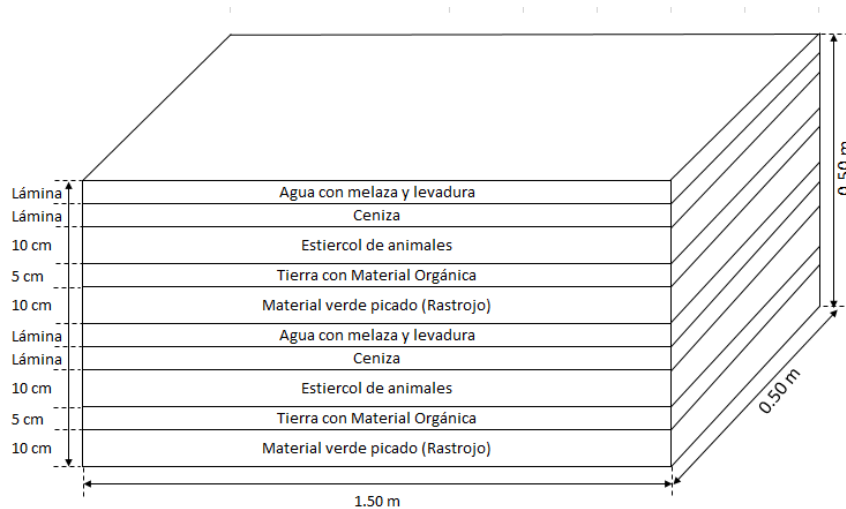 Lámina Agua con melaza y levadura
Lámina Ceniza
10 cm Estiercol de animales
5 cm Tierra con Material Orgánica
10 cm Material verde picado (Rastrojo)
Lámina Agua con melaza y levadura
Lámina Ceniza
10 cm Estiercol de animales
5 cm Tierra con Material Orgánica
10 cm Material verde picado (Rastrojo)
1.50 m
0.50 m
0.50 m